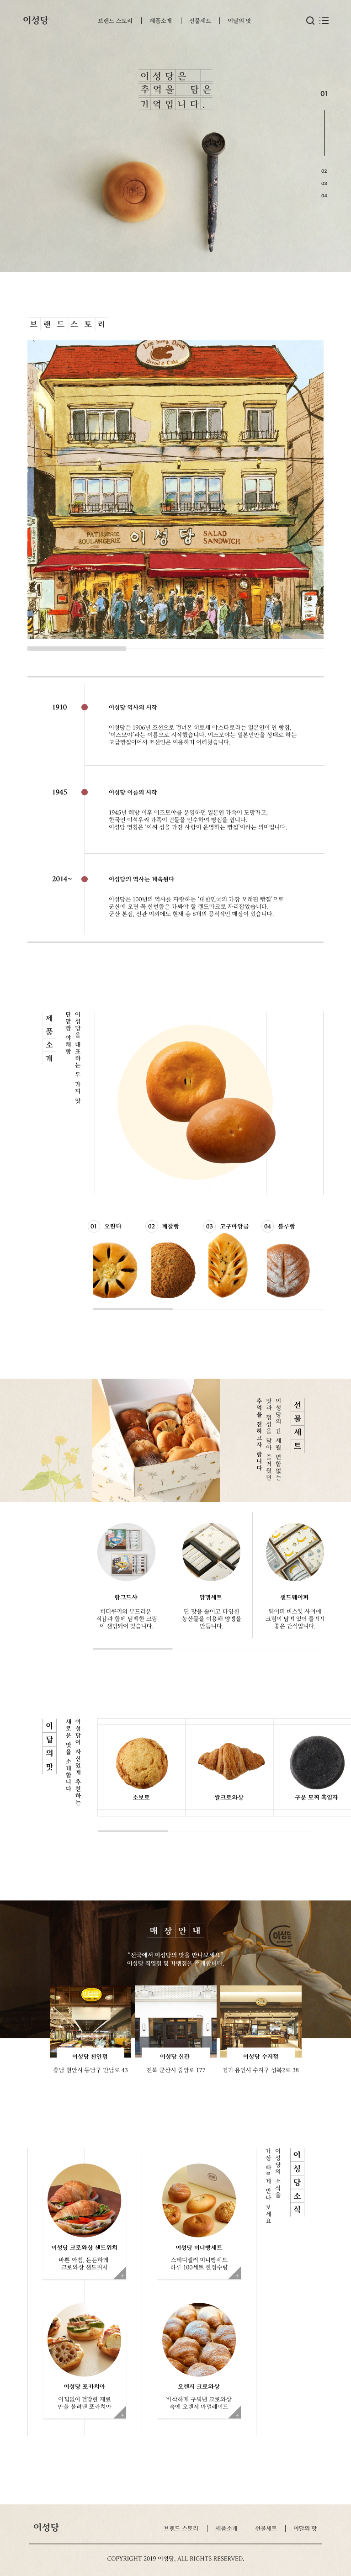 이성당
브랜드 스토리
제품소개
선물세트
이달의 맛
이성당은
추억을 담은
기억입니다.
01
02
03
04
브랜드스토리
PATISSERIE
BOULANGERIE
이성당
SALAD
SANDWICH
1910
이성당 역사의 시작
이성당은 1906년 조선으로 건너온 히로세 야스타로라는 일본인이 연 빵집,
‘이즈모야’라는 이름으로 시작했습니다. 이즈모야는 일본인만을 상대로 하는
고급빵집이어서 조선인은 이용하기 어려웠습니다.
1945
이성당 이름의 시작
1945년 해방 이후 이즈모야를 운영하던 일본인 가족이 도망가고,
한국인 이석우씨 가족이 건물을 인수하며 빵집을 엽니다.
이성당 명칭은 ‘이씨 성을 가진 사람이 운영하는 빵집’이라는 의미입니다.
2014~
이성당의 역사는 계속된다
이성당은 100년의 역사를 자랑하는 ‘대한민국의 가장 오래된 빵집’으로
군산에 오면 꼭 한번쯤은 가봐야 할 랜드마크로 자리잡았습니다.
군산 본점, 신관 이외에도 현재 총 8개의 공식적인 매장이 있습니다.
제품소개
이성당을 대표하는 두 가지 맛
단팥빵 야채빵
01 오란다
02 깨찰빵
03 고구마앙금
04 블루빵
선물세트
이성당의 긴 세월 변함없는
맛과 정성을 담아 즐거웠던
추억을 전하고자 합니다
랑그드샤
버터쿠키의 부드러운
식감과 함께 담백한 크림
이 샌딩되어 있습니다.
양갱세트
단 맛을 줄이고 다양한
농산물을 이용해 양갱을
만듭니다.
샌드웨이퍼
웨이퍼 비스킷 사이에
크림이 담겨 있어 즐기기
좋은 간식입니다.
이달의맛
이성당이 자신있게 추천하는
새로운 맛을 소개합니다
소보로
쌀크로와상
구운 모찌 흑임자
매장안내
“전국에서 이성당의 맛을 만나보세요”
이성당 직영점 및 가맹점을 소개합니다.
이성당
이성당 천안점
충남 천안시 동남구 만남로 43
이성당 신관
전북 군산시 중앙로 177
이성당 수지점
경기 용인시 수지구 성복2로 38
이성당소식
이성당의 소식을
가장 빠르게 만나 보세요
이성당 크로와상 샌드위치
바쁜 아침, 든든하게
크로와상 샌드위치
이성당 미니빵세트
스테디셀러 미니빵세트
하루 100세트 한정수량
이성당 포카치아
아낌없이 건강한 재료
만을 올려낸 포카치아
오렌지 크로와상
바삭하게 구워낸 크로와상
속에 오렌지 마멀레이드
이성당
브랜드 스토리
제품소개
선물세트
이달의 맛
COPYRIGHT 2019 이성당, ALL RIGHTS RESERVED.